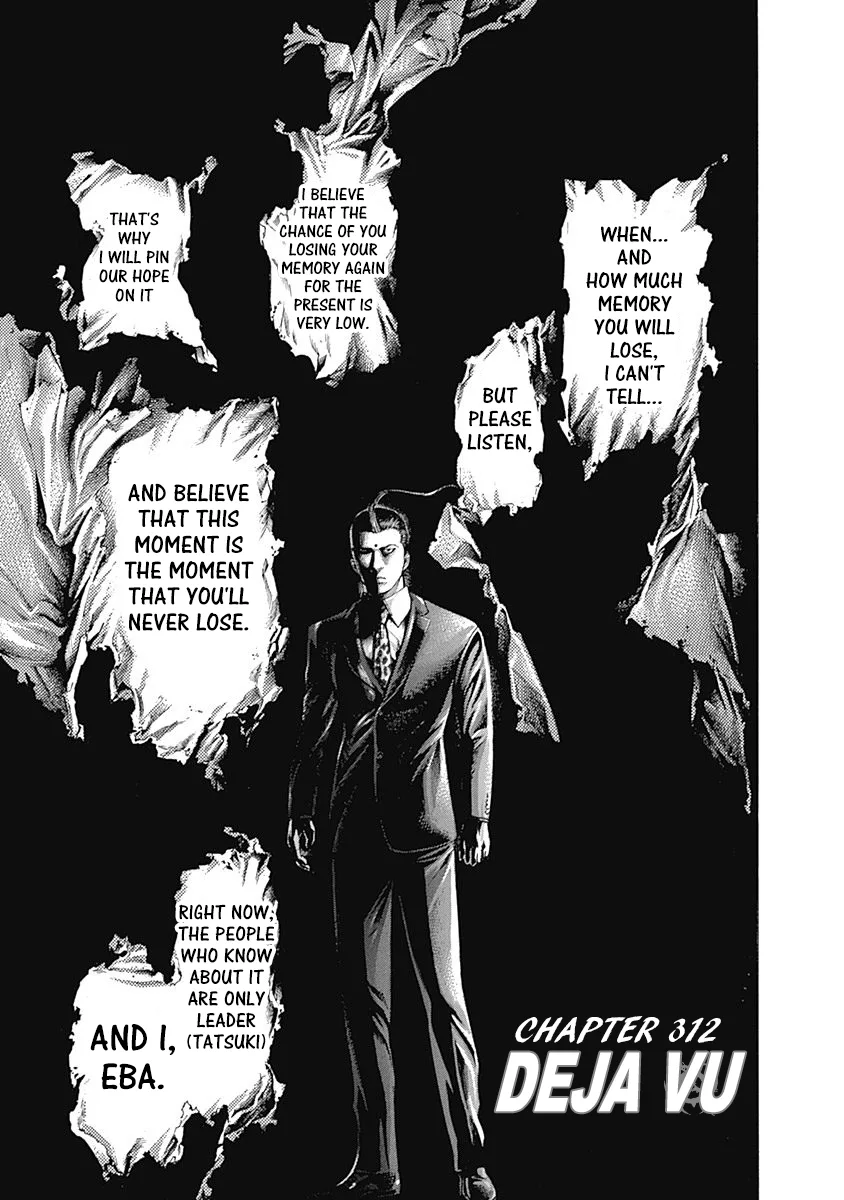 WHEN...
AND
HOW MUCH
MEMORY
YOU WILL
LOSE,
I CAN'T
TELL...
BUT
PLEASE
LISTEN,
I BELIEVE
THAT THE
CHANCE OF YOU
LOSING YOUR
MEMORY AGAIN
FOR THE
PRESENT IS
VERY LOW.
THAT'S
WHY
I WILL PIN
OUR HOPE
ON IT
AND BELIEVE
THAT THIS
MOMENT IS
THE MOMENT
THAT YOU'LL
NEVER LOSE.
RIGHT NOW,
THE PEOPLE
WHO KNOW
ABOUT IT
ARE ONLY
LEADER
(TATSUKI)
AND I,
EBA.
CHAPTER 312
DEJA VU